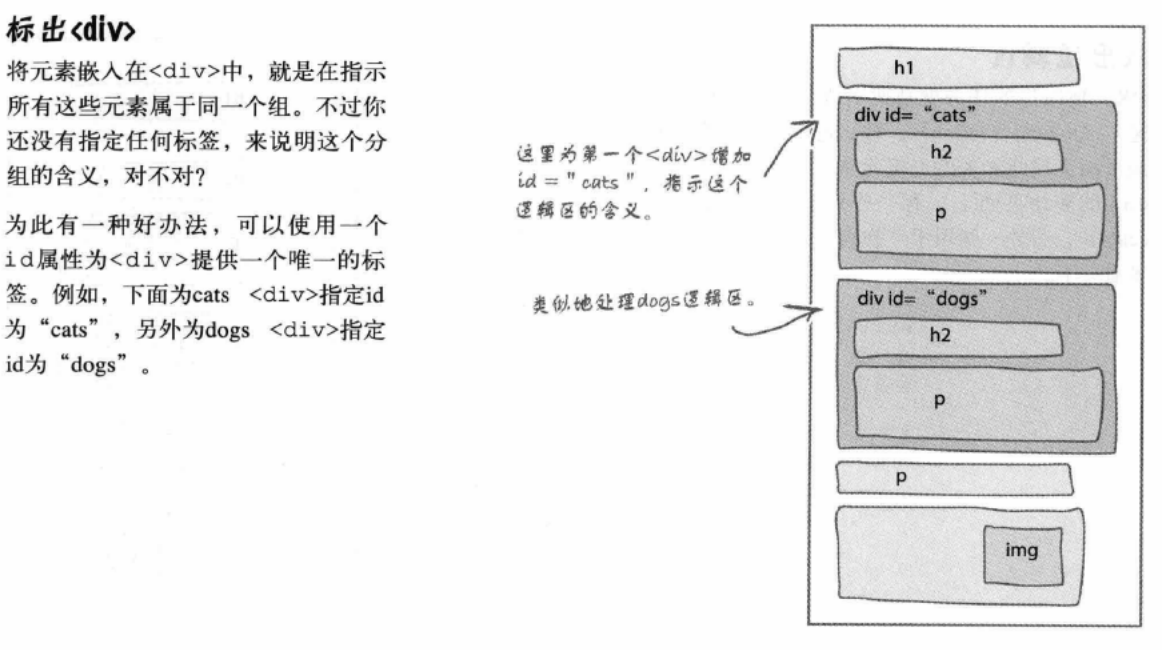 标出<div>
将元素嵌入在<div>中，就是在指示
所有这些元素属于同一个组。不过你
还没有指定任何标签，来说明这个分
组的含义，对不对？
为此有一种好办法，可以使用一个
id属性为<div>提供一个唯一的标
签。例如，下面为cats <div>指定id
为“cats”，另外为dogs <div>指定
id为“dogs”。
这里为第一个<div>增加
id = "cats"，指示这个
逻辑区的含义。
类似地处理dogs逻辑区。
h1
div id= “cats”
h2
p
div id= “dogs”
h2
p
p
img